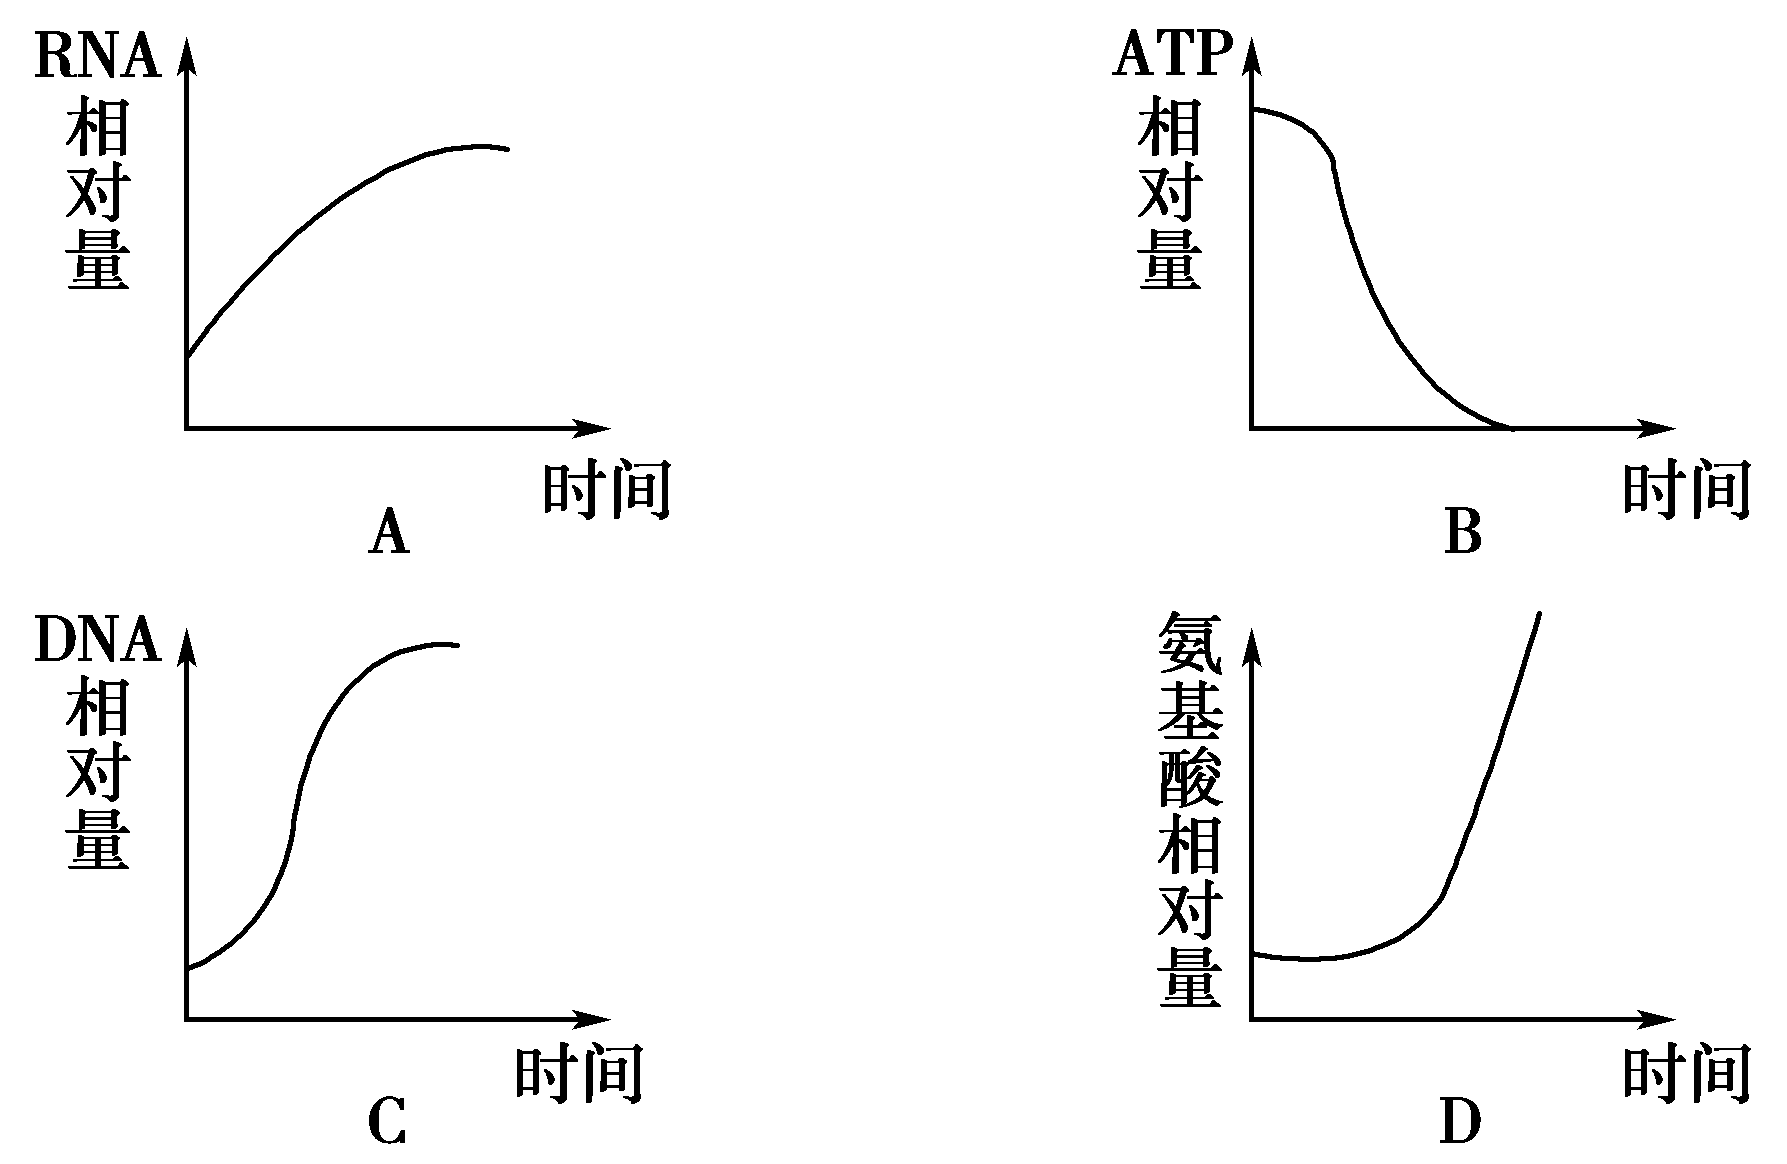 RNA
相
对
量
时间
A
ATP
相
对
量
时间
B
DNA
相
对
量
时间
C
氨
基
酸
相
对
量
时间
D